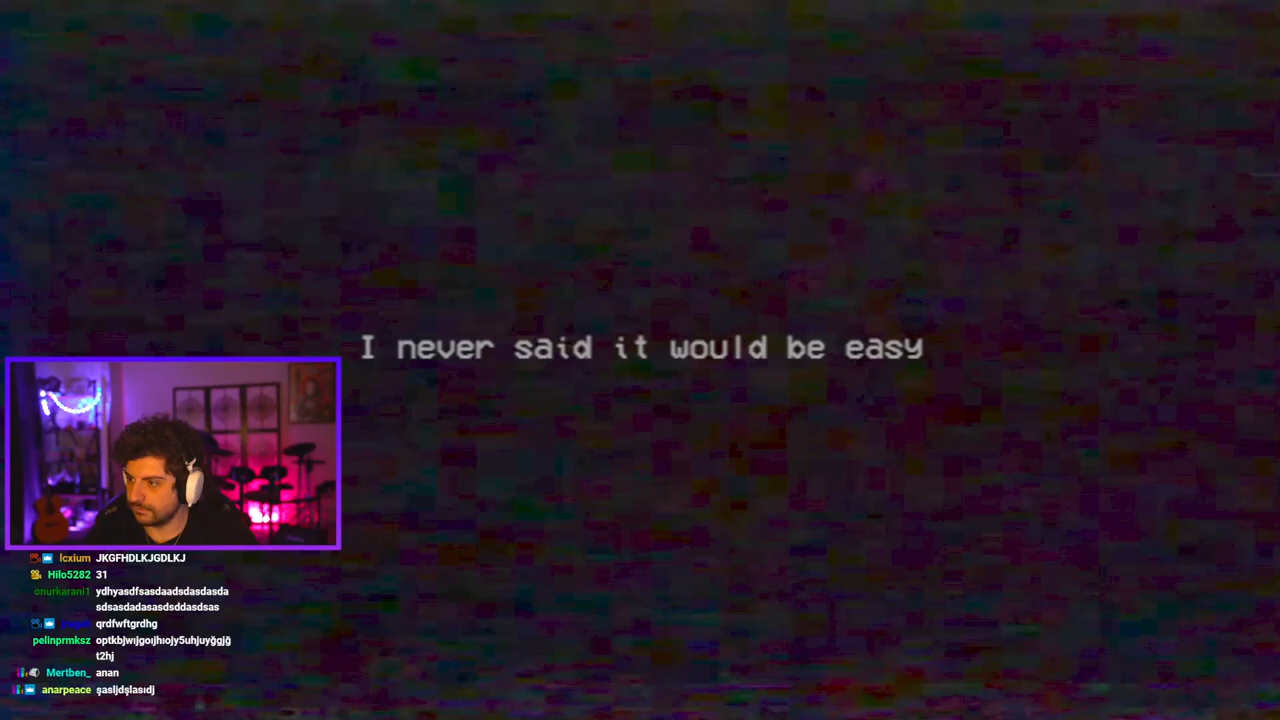 I never said it would be easy
lcxium JKGFHDLKJGDLKJ
Hilo5282 31
onurkarani1 ydhyasdfsasdaadsdasdasda
sdsasdadasasdsddasdsas
qrdfwftgrdhg
pelinprmksz optkbjwıjgoıjhıojy5uhjuyğgjğ
t2hj
Mertben_ anan
anarpeace şasljdşlasıdj